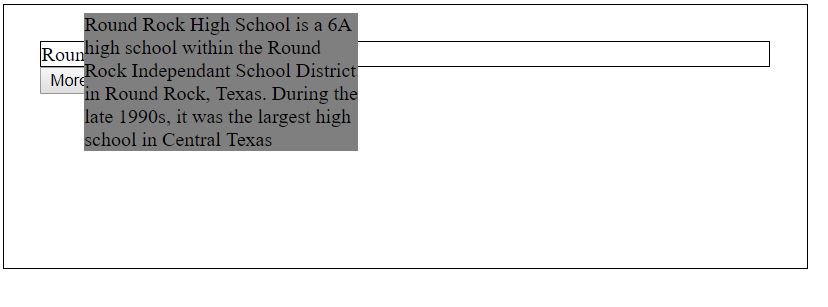 Round Rock High School is a 6A
high school within the Round
Rock Independant School District
in Round Rock, Texas. During the
late 1990s, it was the largest high
school in Central Texas
Roun
More